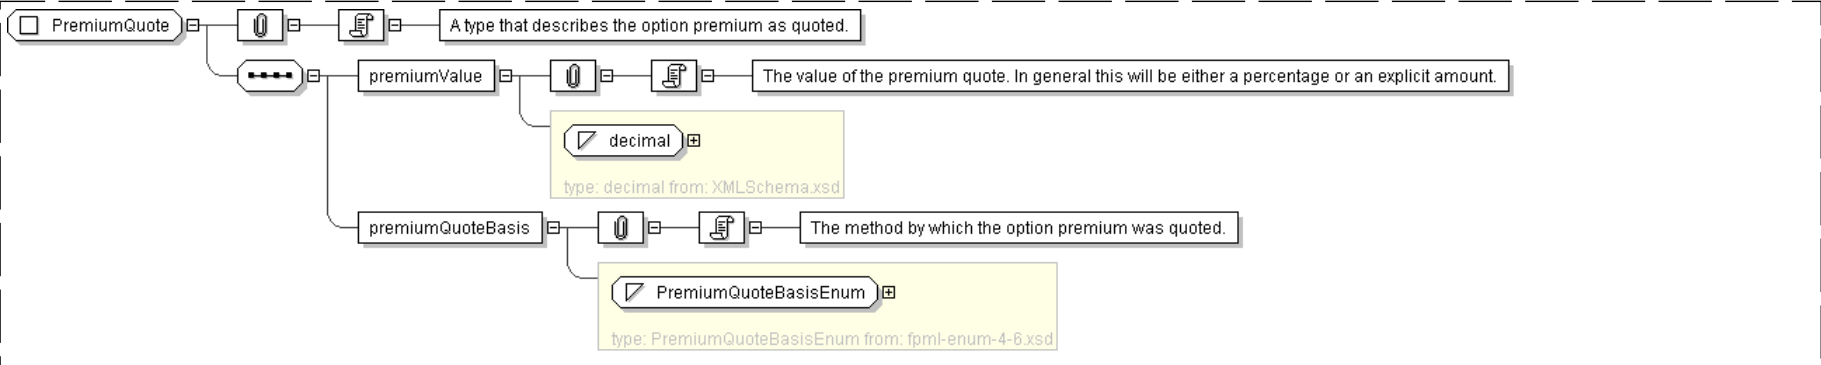 PremiumQuote
A type that describes the option premium as quoted.
premiumValue
The value of the premium quote. In general this will be either a percentage or an explicit amount.
decimal
type: decimal from: XMLSchema.xsd
premiumQuoteBasis
The method by which the option premium was quoted.
PremiumQuoteBasisEnum
type: PremiumQuoteBasisEnum from: fpml-enum-4-6.xsd